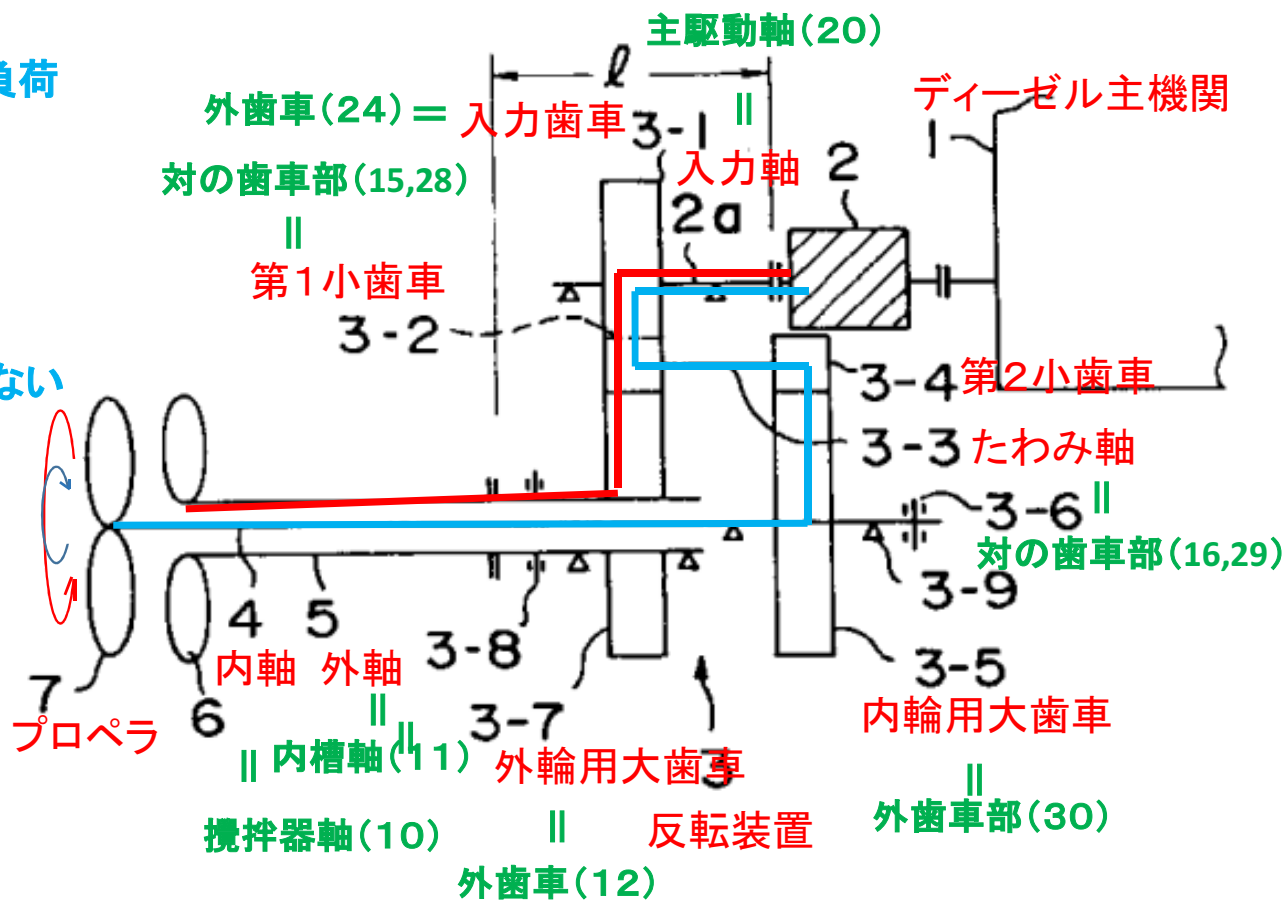 主駆動軸(20)
ℓ
負荷
ディーゼル主機関
外歯車(24)＝入力歯車
||
3-1
1
入力軸
2
対の歯車部(15,28)
||
2a
第1小歯車
3-2
ない
3-4 第2小歯車
3-3 たわみ軸
||
3-6
対の歯車部(16,29)
3-9
4
5
3-8
内軸
外軸
3-5
7
6
3-7
内輪用大歯車
プロペラ
||
||
||
内槽軸(11)
外輪用大歯車
3
||
外歯車部(30)
攪拌器軸(10)
||
反転装置
外歯車(12)